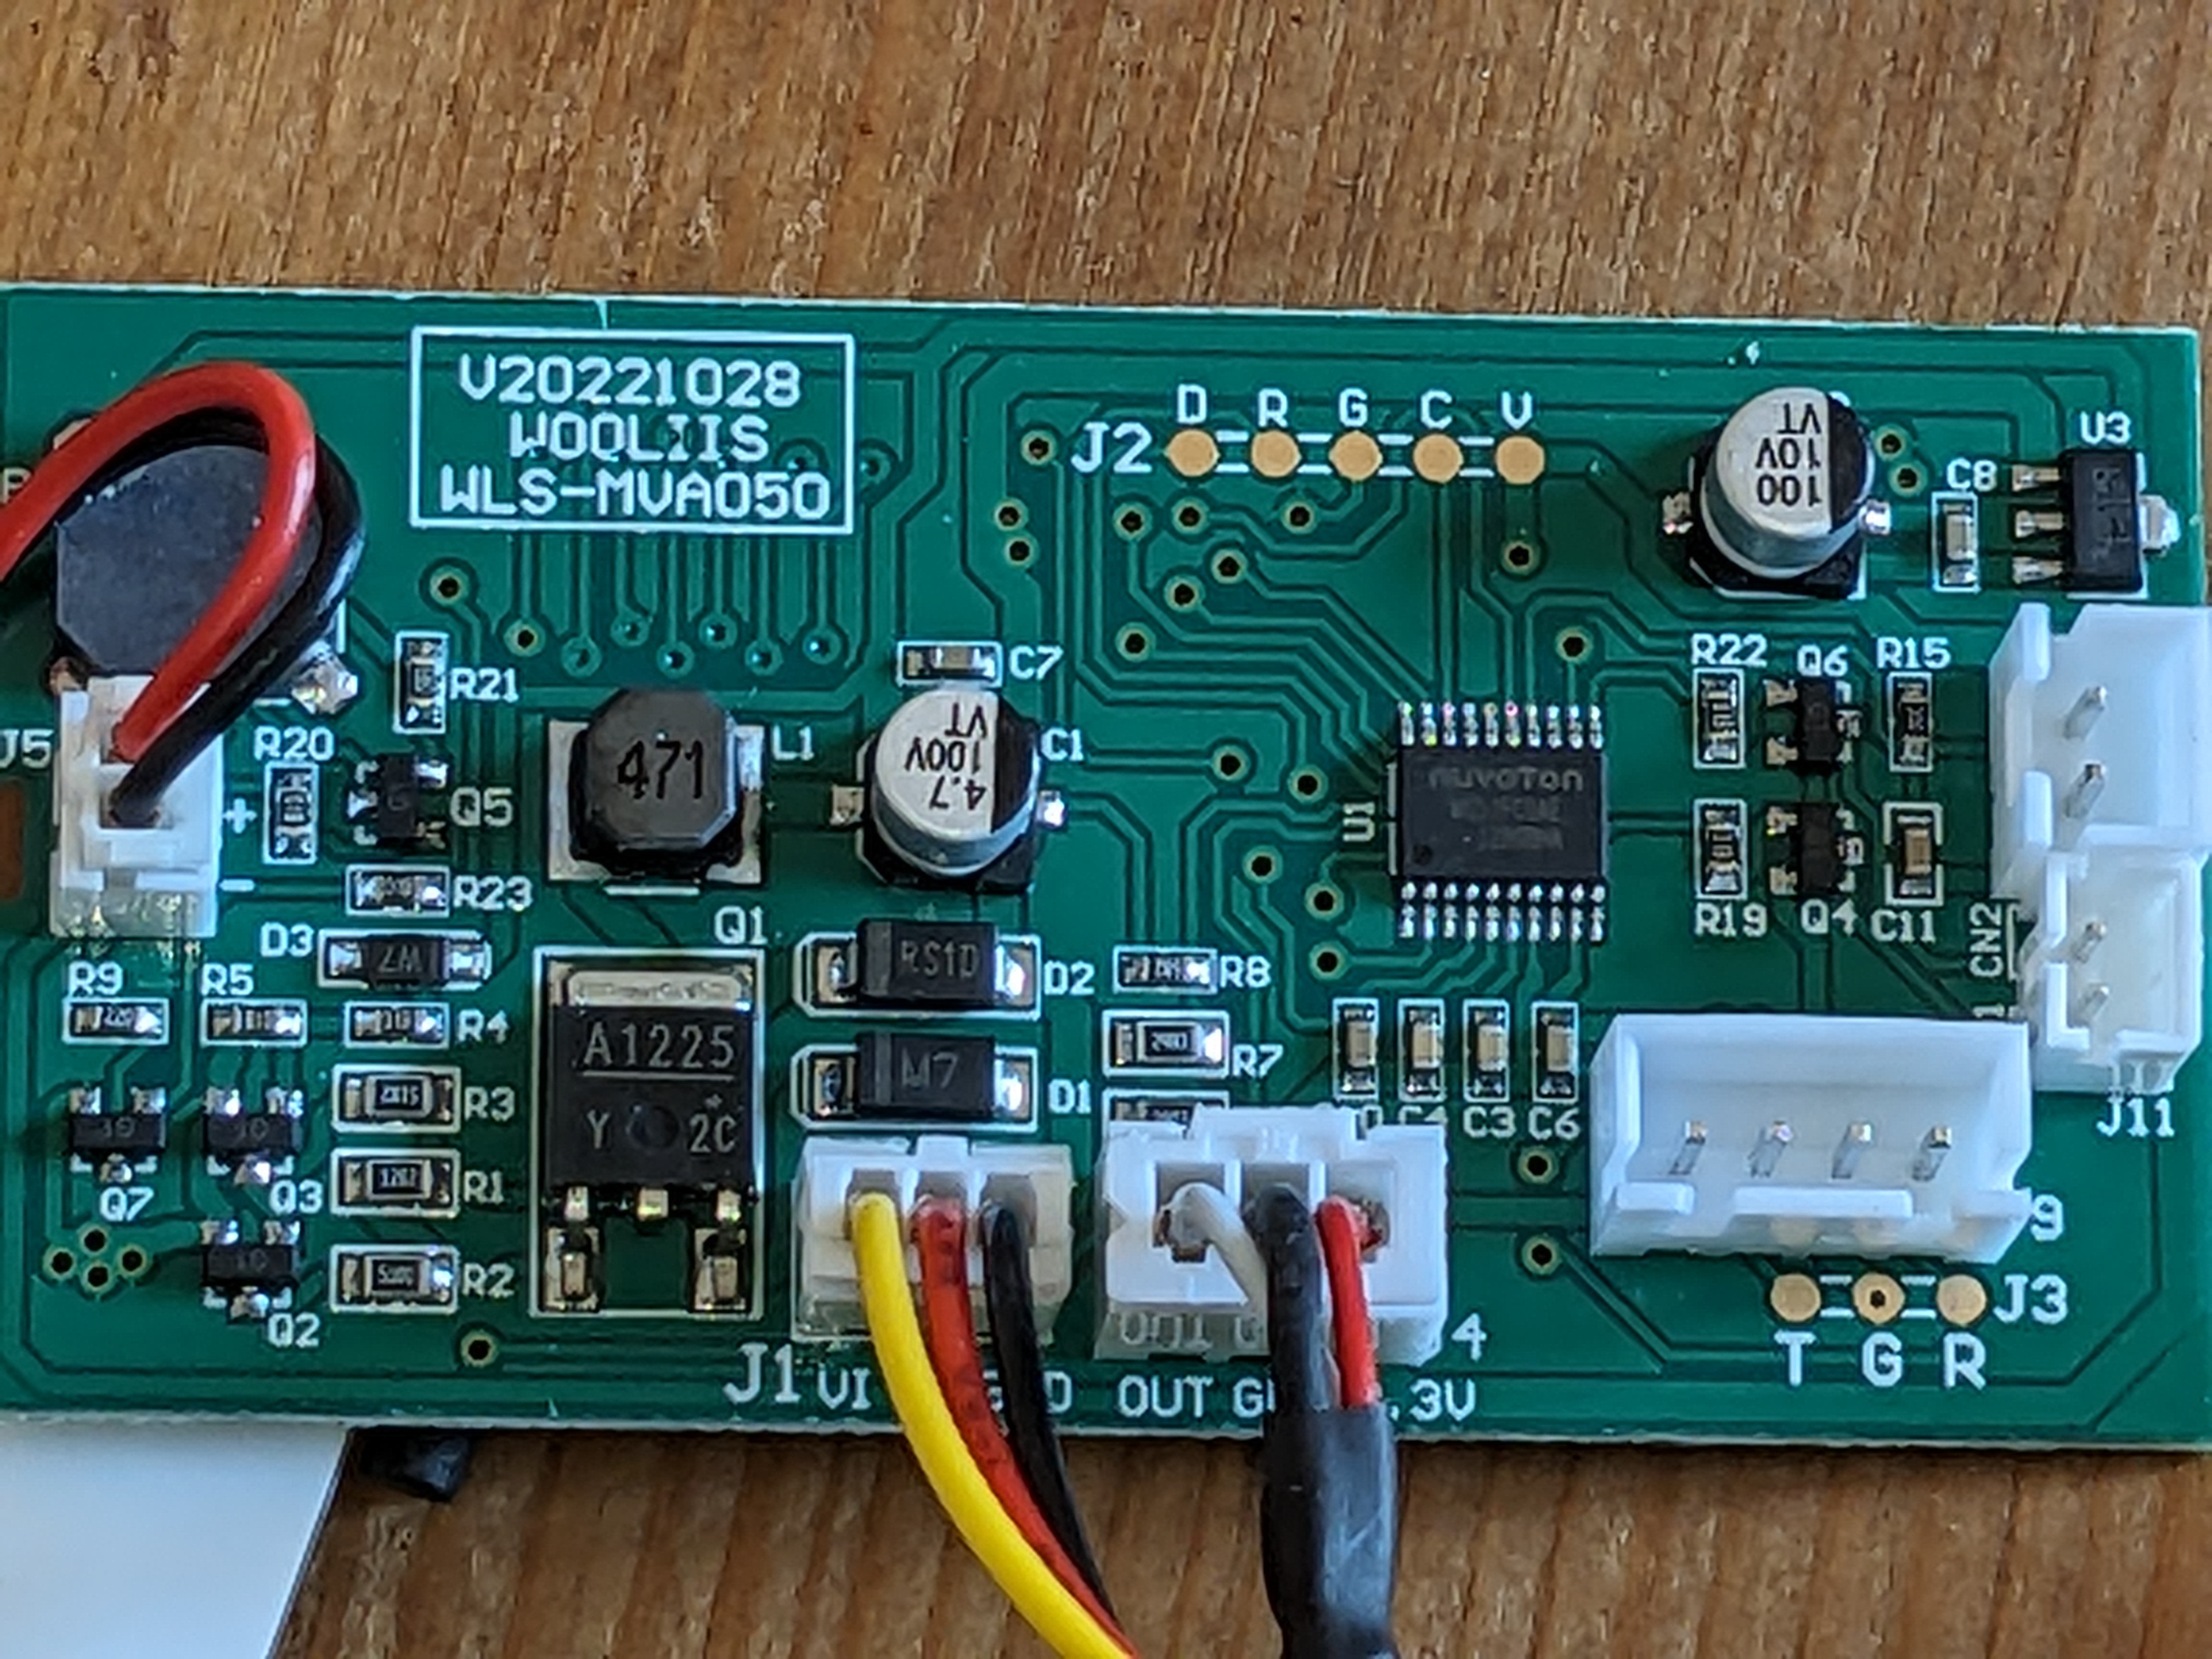 V20221028
WOOLIIS
WLS-MVA050
D R G C V
J2
VT
10V
100
C8
U3
R21
C7
R22
Q6
R15
J5
R20
471
L1
VT
100V
4.7
C1
nuvoTon
U1
+
Q5
-
R23
R19
Q4
C11
CN2
D3
Q1
RS1D
D2
R8
R9
R5
R4
A1225
Y 2C
M7
D1
R7
R3
C3
C6
J11
Q7
Q3
R1
R2
Q2
9
J3
T G R
4
J1
OUT
3V